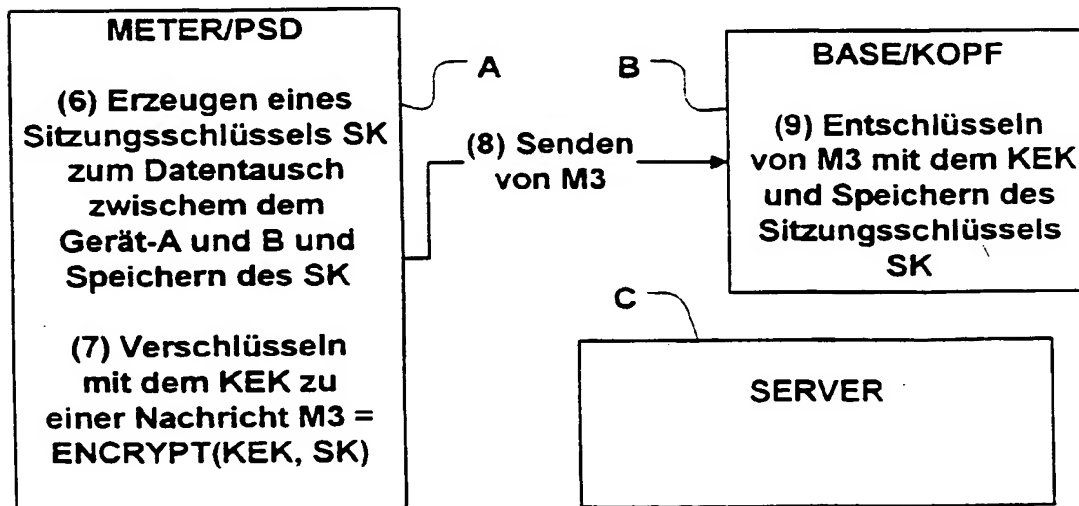 METER/PSD
(6) Erzeugen eines
Sitzungsschlüssels SK
zum Datentausch
zwischem dem
Gerät-A und B und
Speichern des SK
(7) Verschlüsseln
mit dem KEK zu
einer Nachricht M3 =
ENCRYPT(KEK, SK)
A
(8) Senden
von M3
B
BASE/KOPF
(9) Entschlüsseln
von M3 mit dem KEK
und Speichern des
Sitzungsschlüssels
SK
C
SERVER